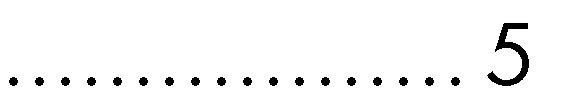 . . . . . . . . . . . . . . . . . . 5